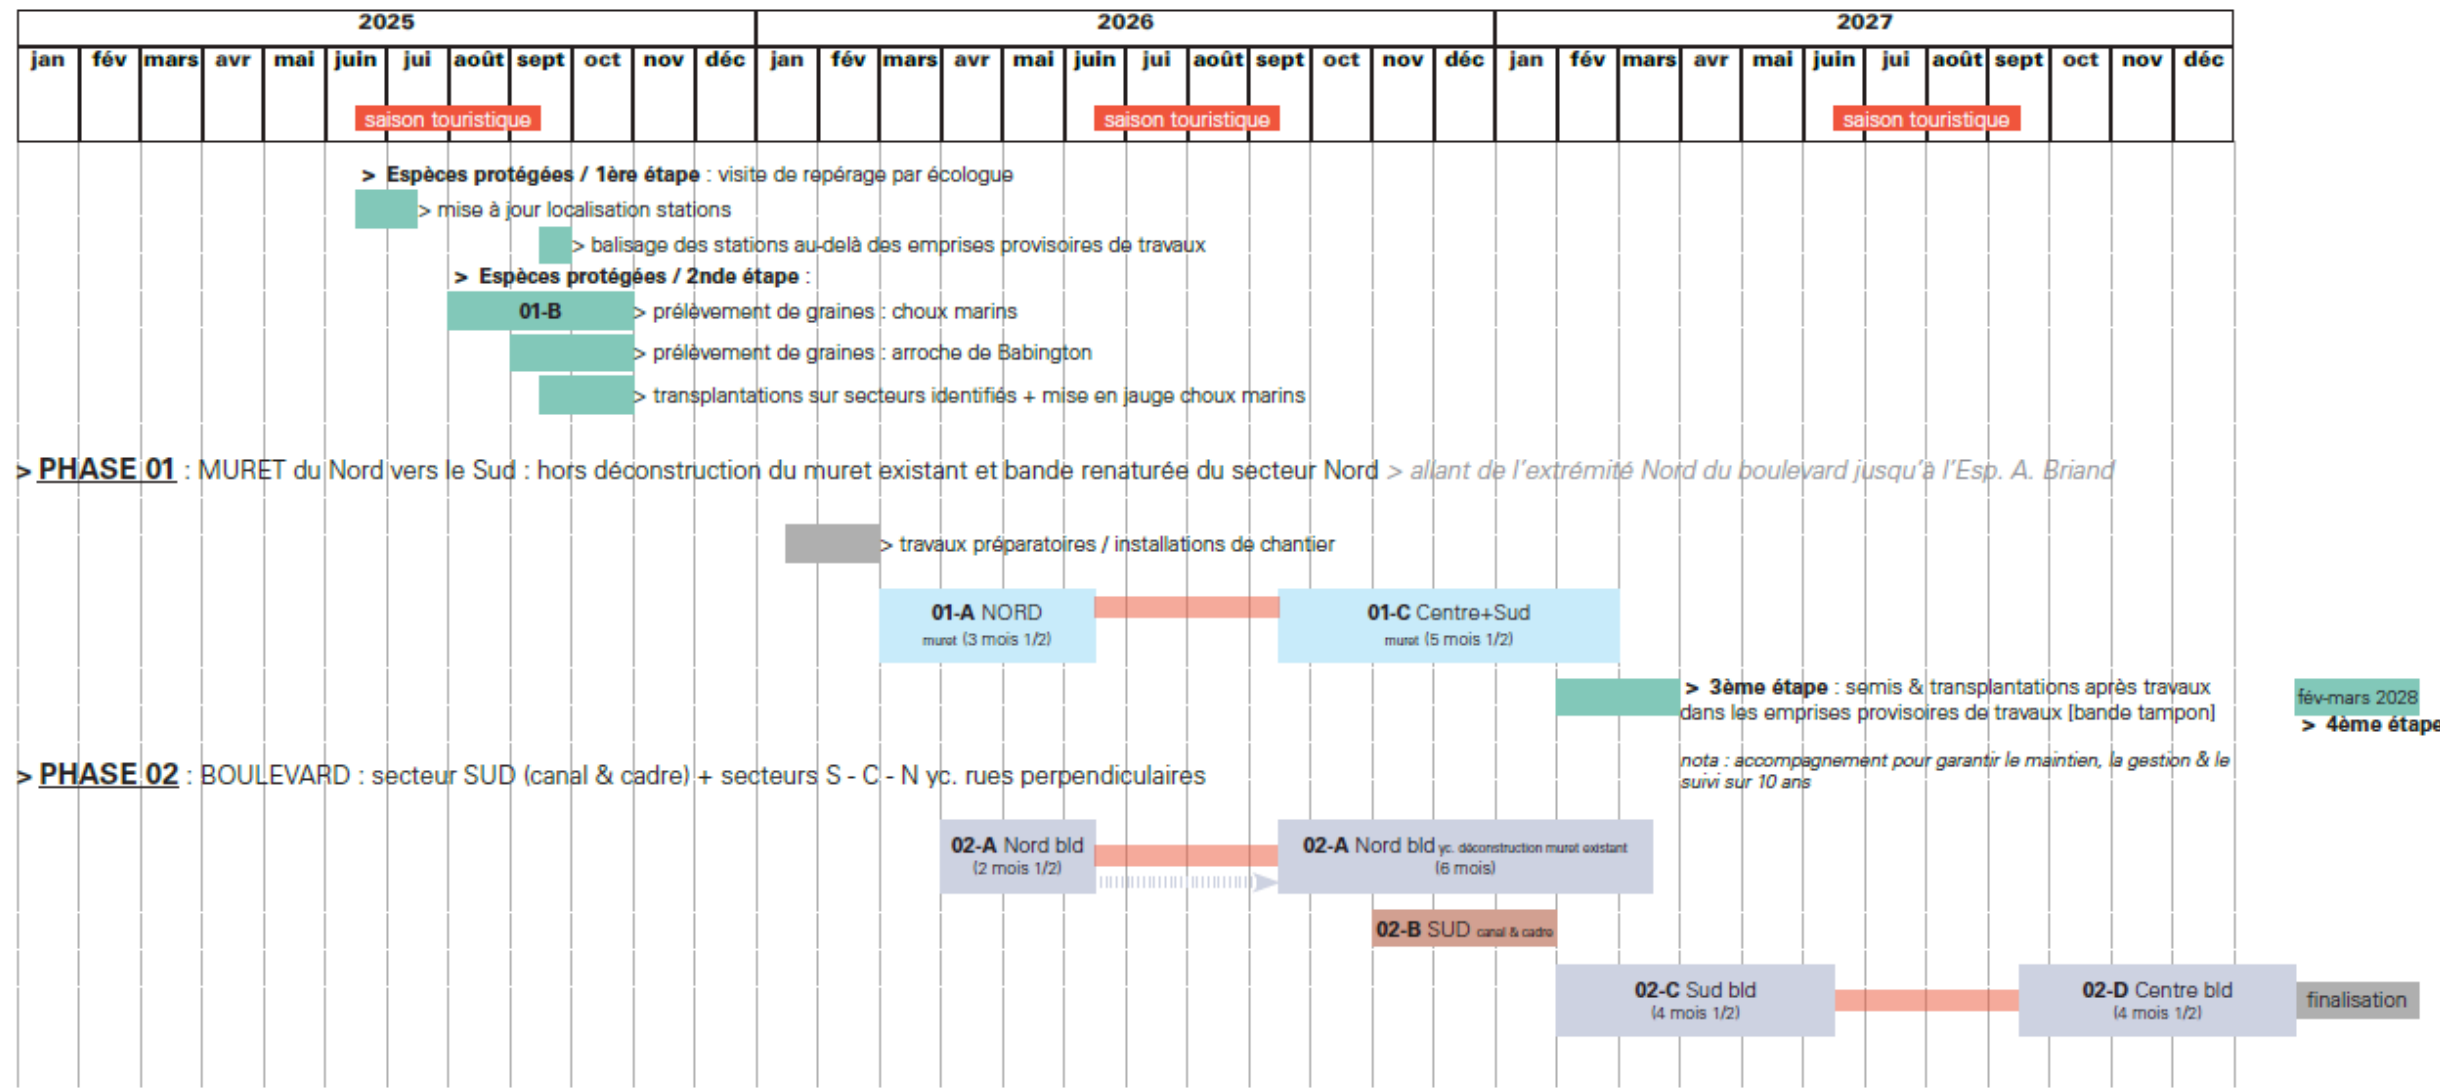 2025 2026 2027
jan fév mars avr mai juin jui août sept oct nov déc jan fév mars avr mai juin jui août sept oct nov déc jan fév mars avr mai juin jui août sept oct nov déc
saison touristique saison touristique saison touristique
> Espèces protégées / 1ère étape : visite de repérage par écologue
> mise à jour localisation stations
> balisage des stations au-delà des emprises provisoires de travaux
> Espèces protégées / 2nde étape :
01-B > prélèvement de graines : choux marins
> prélèvement de graines : arroche de Babington
> transplantations sur secteurs identifiés + mise en jauge choux marins
> PHASE 01 : MURET du Nord vers le Sud : hors déconstruction du muret existant et bande renaturée du secteur Nord > allant de l'extrémité Nord du boulevard jusqu'à l'Esp. A. Briand
> travaux préparatoires / installations de chantier
01-A NORD
muret (3 mois 1/2)
01-C Centre+Sud
muret (5 mois 1/2)
> 3ème étape : semis & transplantations après travaux
dans les emprises provisoires de travaux [bande tampon]
fév-mars 2028
> 4ème étape
nota : accompagnement pour garantir le maintien, la gestion & le
suivi sur 10 ans
> PHASE 02 : BOULEVARD : secteur SUD (canal & cadre) + secteurs S - C - N yc. rues perpendiculaires
02-A Nord bld
(2 mois 1/2)
02-A Nord bld yc. déconstruction muret existant
(6 mois)
02-B SUD canal & cadre
02-C Sud bld
(4 mois 1/2)
02-D Centre bld
(4 mois 1/2)
finalisation